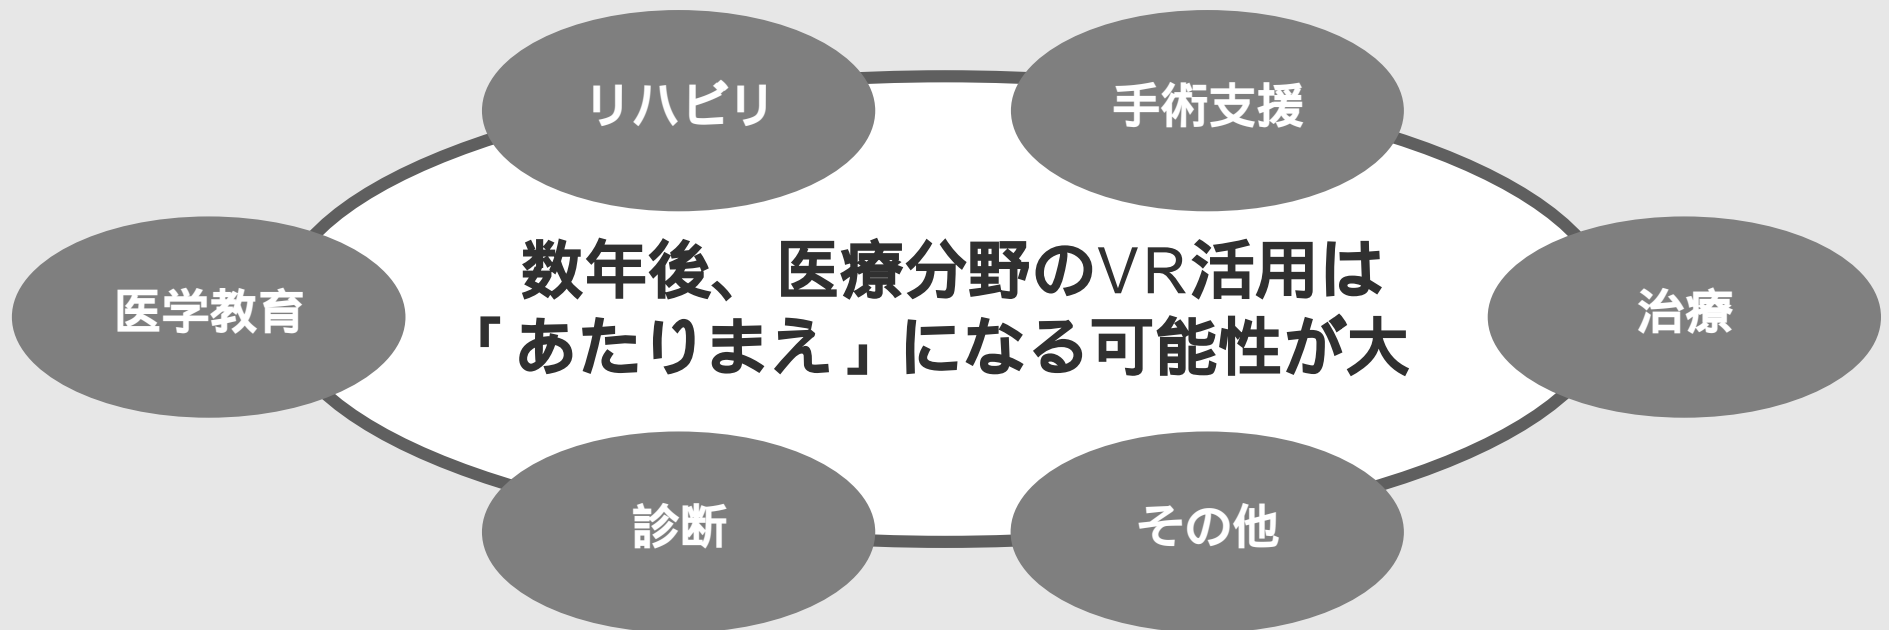 リハビリ
手術支援
医学教育
数年後、医療分野のVR活用は
「あたりまえ」になる可能性が大
治療
診断
その他